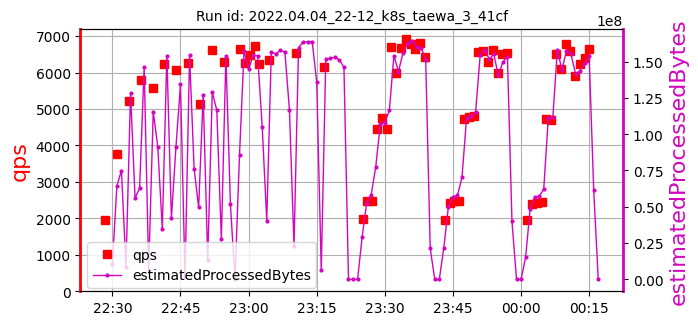 Run id: 2022.04.04_22-12_k8s_taewa_3_41cf
1e8
7000
6000
5000
4000
3000
2000
1000
0
qps
1.50
1.25
1.00
0.75
0.50
0.25
0.00
estimatedProcessedBytes
qps
estimatedProcessedBytes
22:30 22:45 23:00 23:15 23:30 23:45 00:00 00:15